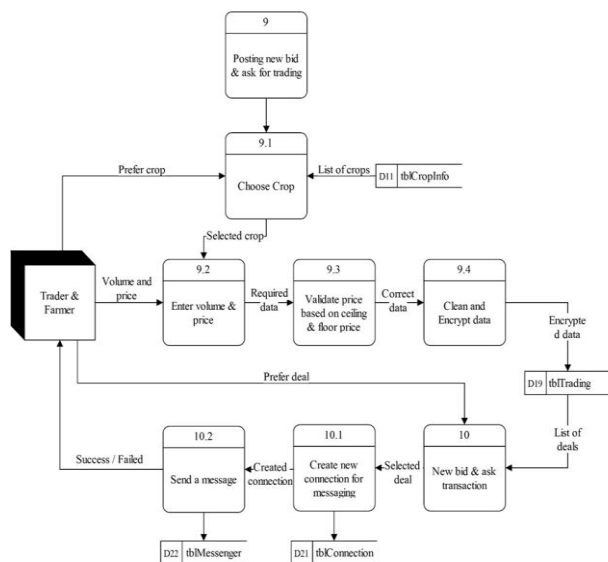 9
Posting new bid
& ask for trading
9.1
Choose Crop
Prefer crop
List of crops
D11 tblCropInfo
Selected crop
Trader &
Farmer
Volume and
price
9.2
Enter volume &
price
Required
data
9.3
Validate price
based on ceiling
& floor price
Correct
data
9.4
Clean and
Encrypt data
Encrypte
d data
D19 tblTrading
Prefer deal
List of
deals
10
New bid & ask
transaction
Selected
deal
10.1
Create new
connection for
messaging
Created
connection
10.2
Send a message
Success / Failed
D22 tblMessenger
D21 tblConnection